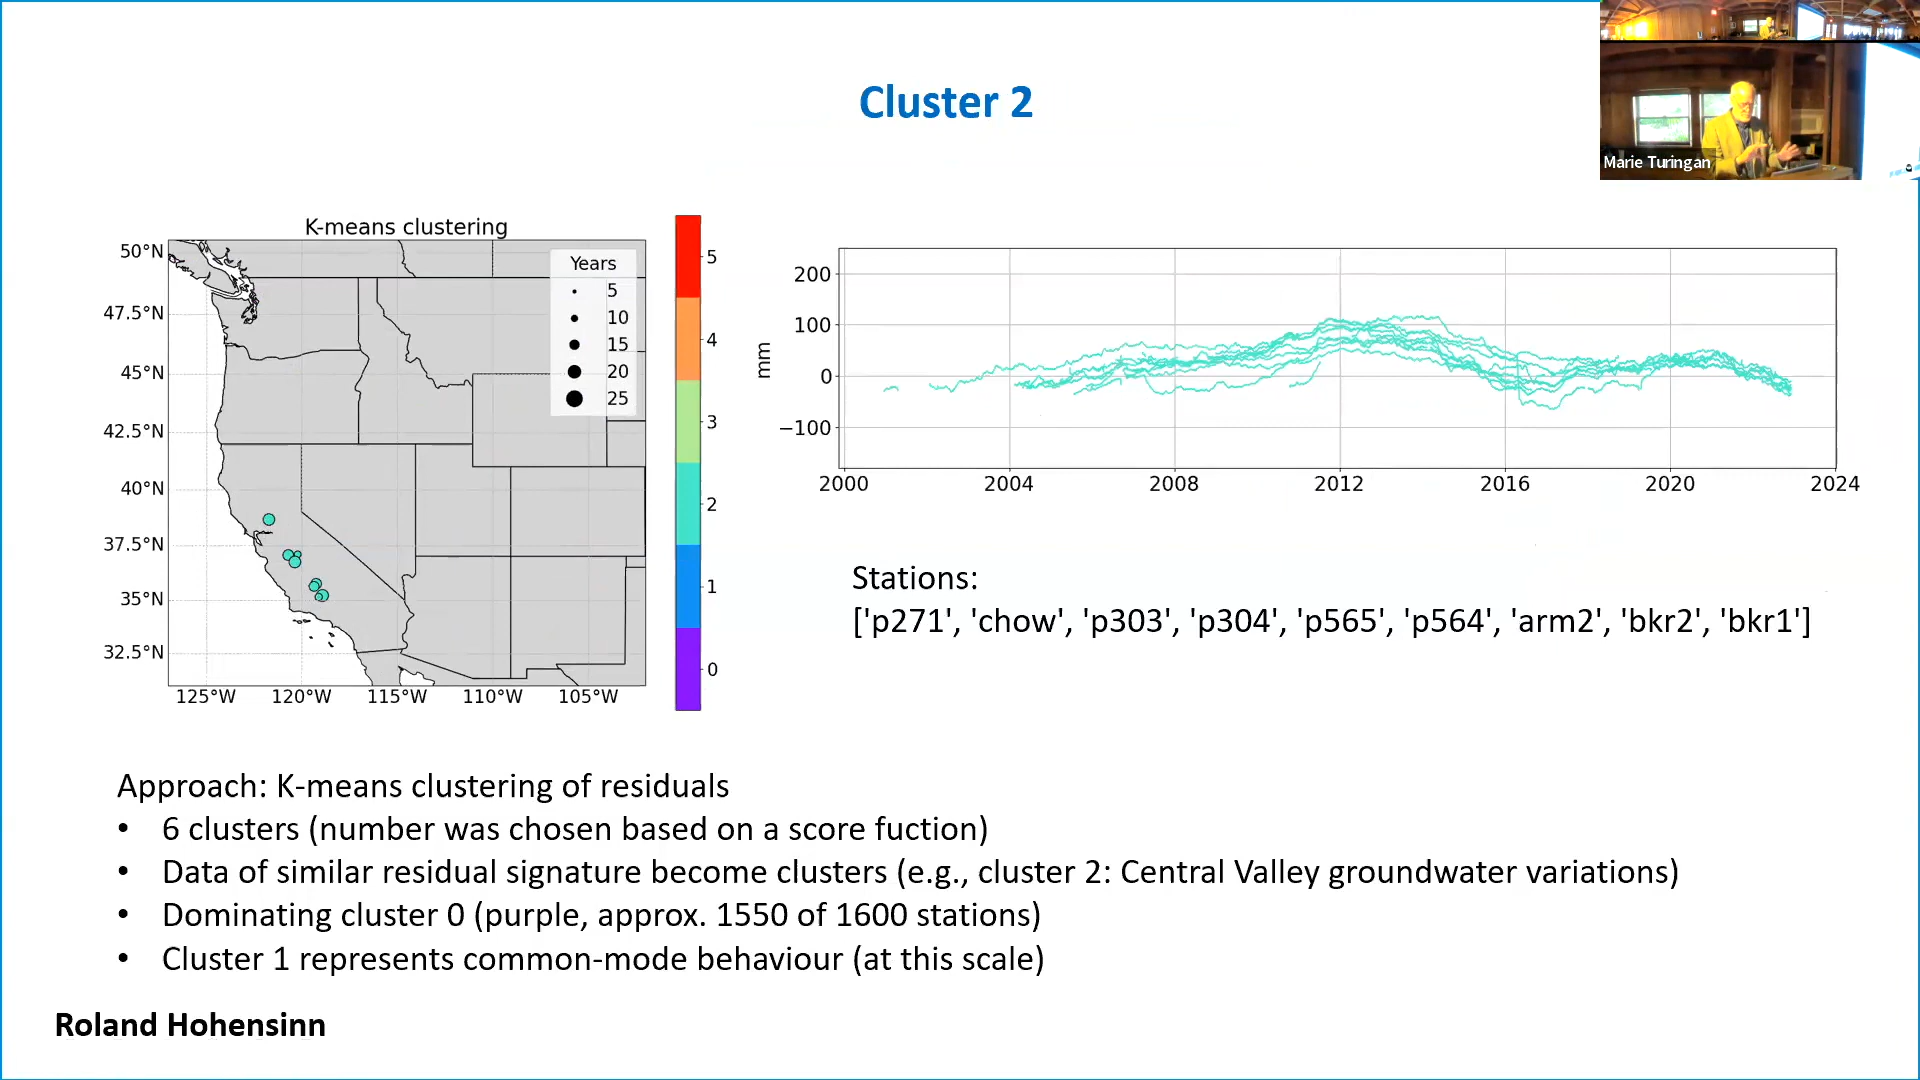 Cluster 2
Marie Turingan
K-means clustering
50°N
47.5°N
45°N
42.5°N
40°N
37.5°N
35°N
32.5°N
125°W 120°W 115°W 110°W 105°W
Years
5
10
15
20
25
5
4
3
2
1
0
mm
200
100
0
−100
2000 2004 2008 2012 2016 2020 2024
Stations:
['p271', 'chow', 'p303', 'p304', 'p565', 'p564', 'arm2', 'bkr2', 'bkr1']
Approach: K-means clustering of residuals
• 6 clusters (number was chosen based on a score fuction)
• Data of similar residual signature become clusters (e.g., cluster 2: Central Valley groundwater variations)
• Dominating cluster 0 (purple, approx. 1550 of 1600 stations)
• Cluster 1 represents common-mode behaviour (at this scale)
Roland Hohensinn